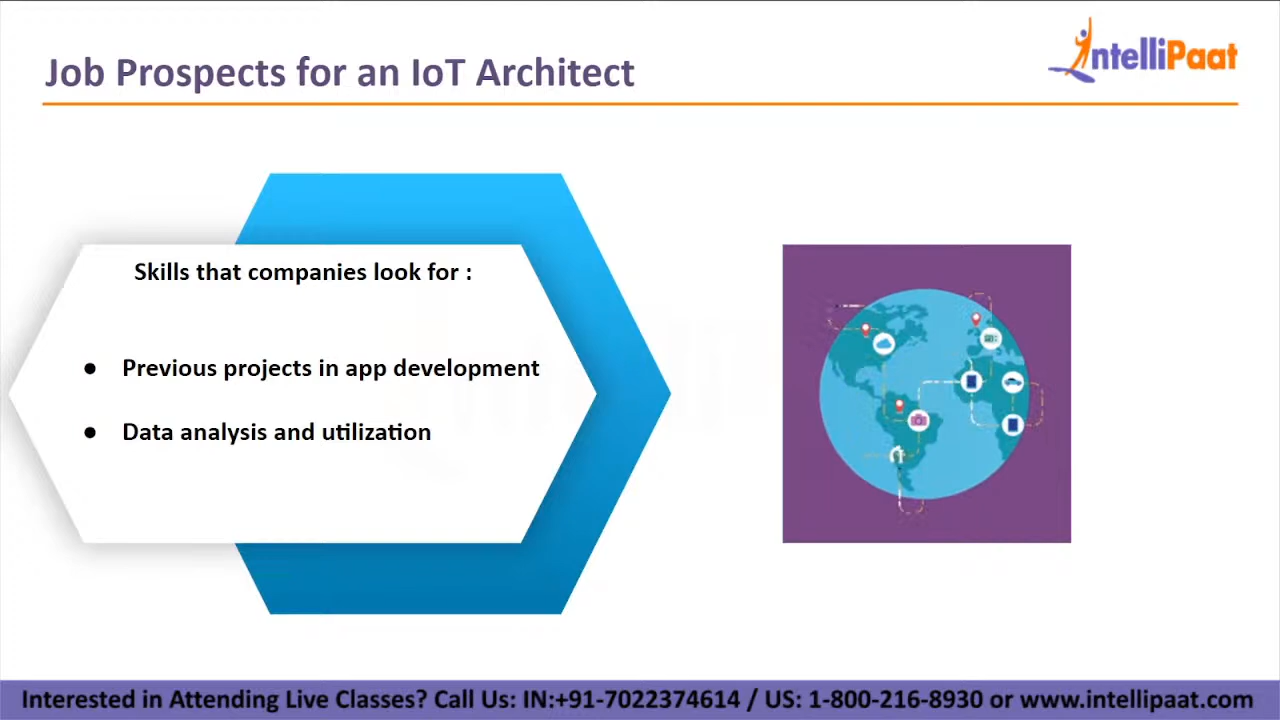 Job Prospects for an IoT Architect
IntelliPaat
Skills that companies look for :
● Previous projects in app development
● Data analysis and utilization
Interested in Attending Live Classes? Call Us: IN:+91-7022374614 / US: 1-800-216-8930 or www.intellipaat.com